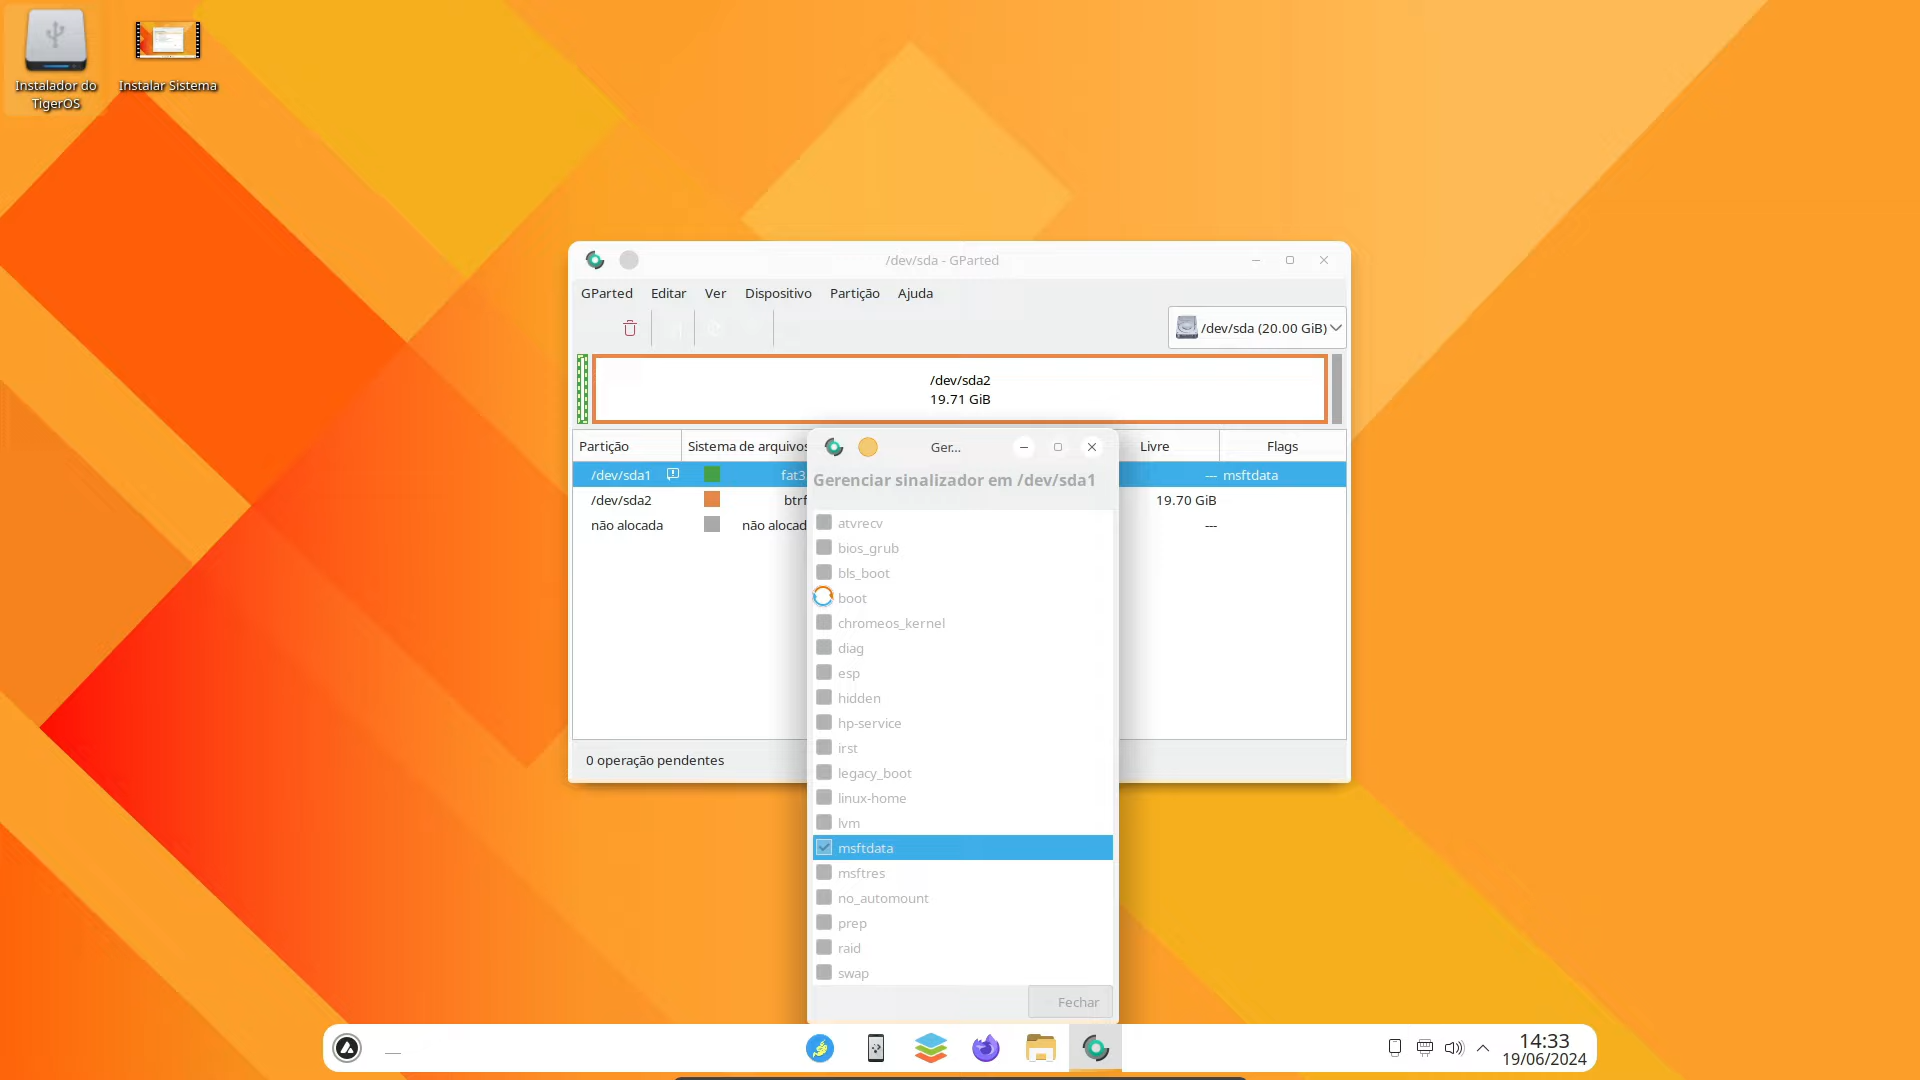 Instalador do
TigerOS
Instalar Sistema
/dev/sda - GParted
GParted Editar Ver Dispositivo Partição Ajuda
/dev/sda (20.00 GiB)
/dev/sda2
19.71 GiB
Partição Sistema de arquivos Livre Flags
/dev/sda1 fat3 --- msftdata
/dev/sda2 btrf 19.70 GiB
não alocada não alocad ---
0 operação pendentes
Ger...
Gerenciar sinalizador em /dev/sda1
atvrecv
bios_grub
bls_boot
boot
chromeos_kernel
diag
esp
hidden
hp-service
irst
legacy_boot
linux-home
lvm
msftdata
msftres
no_automount
prep
raid
swap
Fechar
14:33
19/06/2024